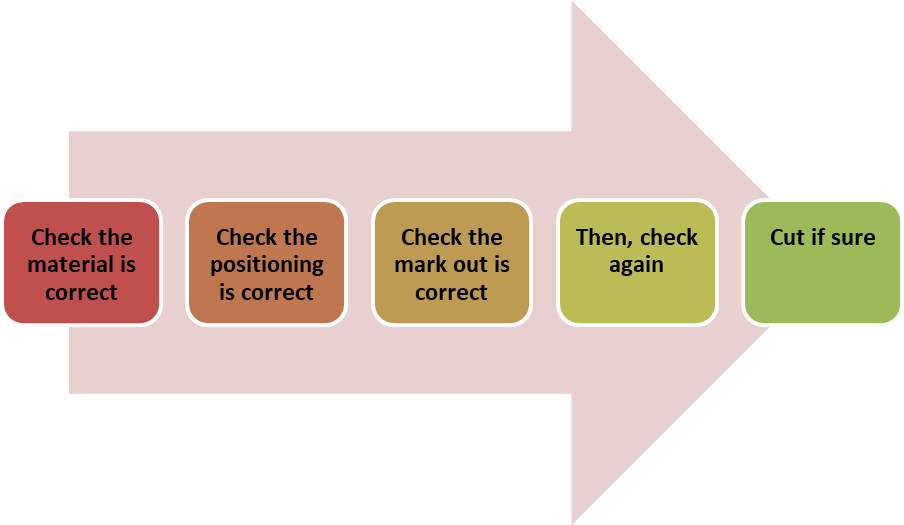 Check the
material is
correct
Check the
positioning
is correct
Check the
mark out is
correct
Then, check
again
Cut if sure